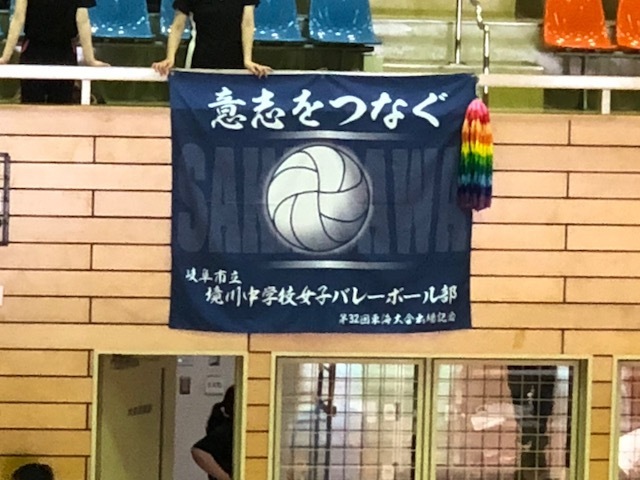 意志をつなぐ
岐阜市立
境川中学校女子バレーボール部
第32回東海大会出場記念